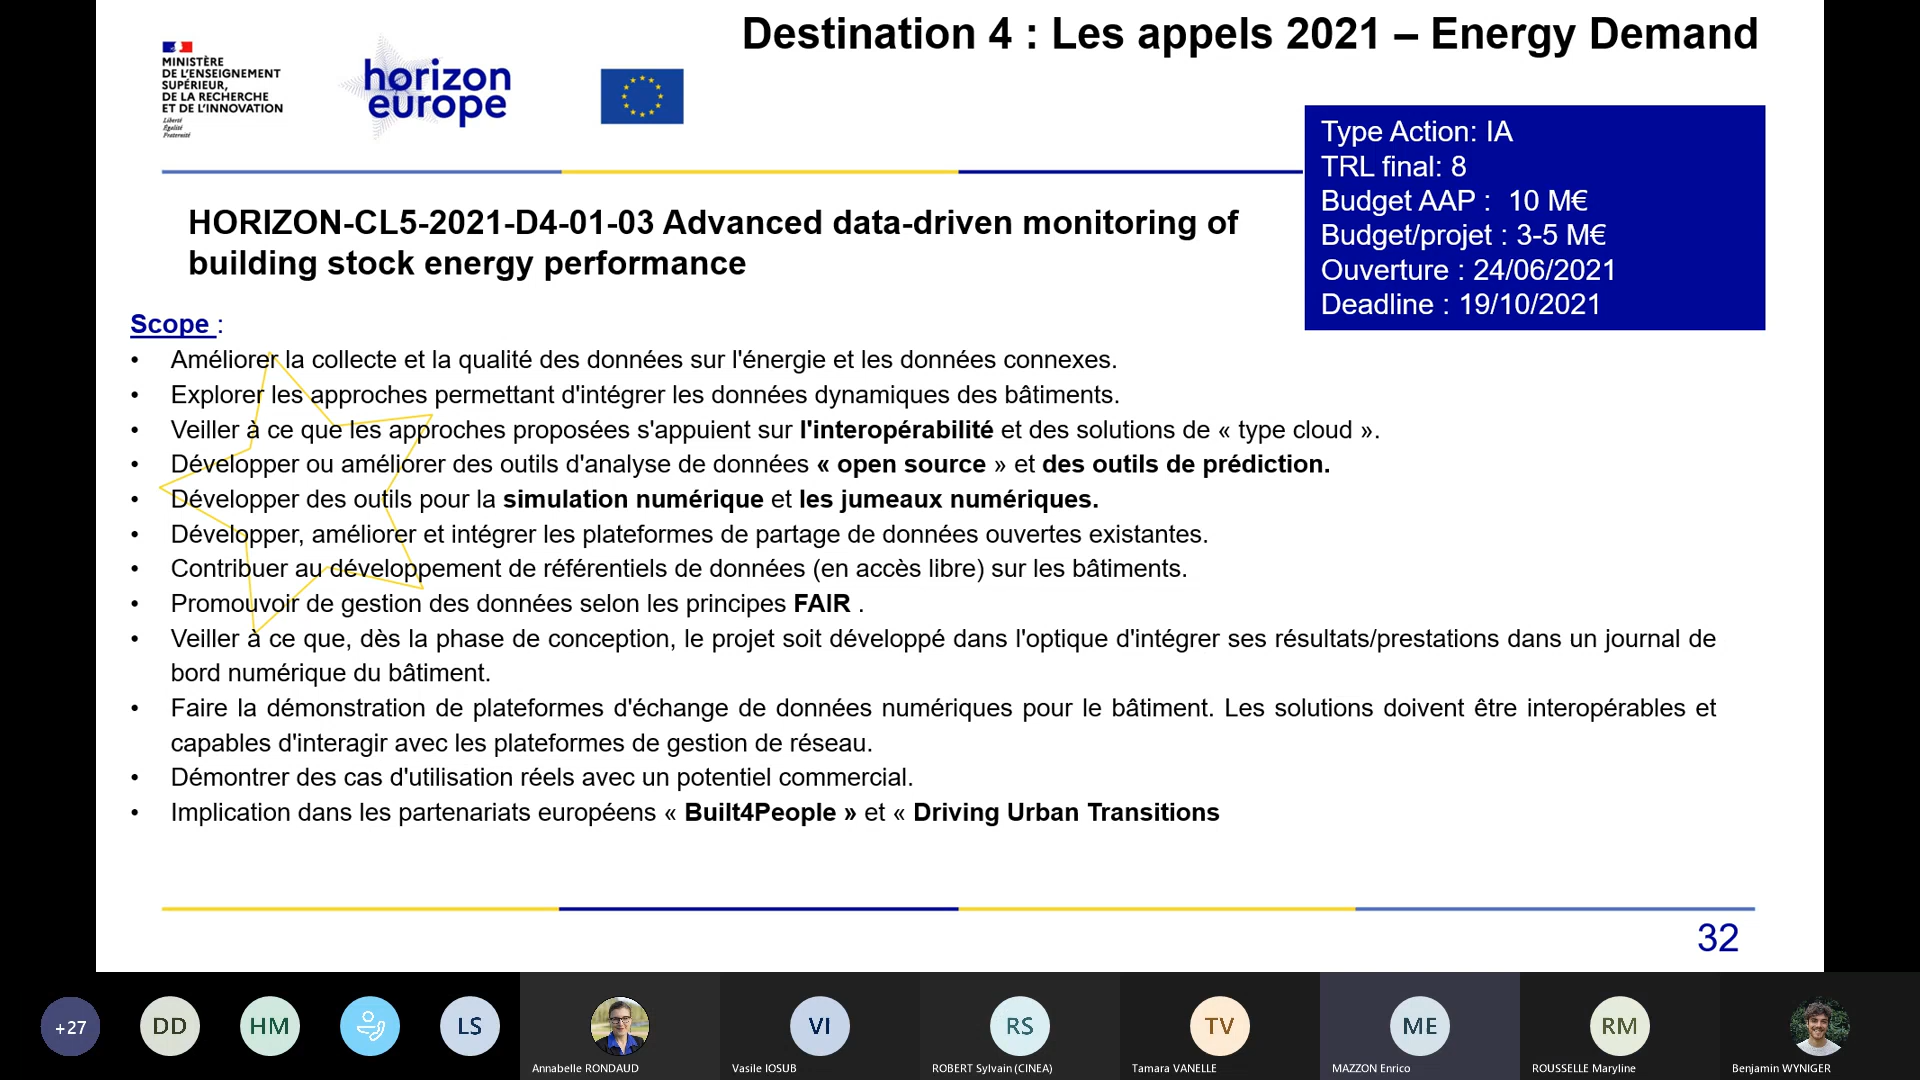 Destination 4 : Les appels 2021 – Energy Demand
MINISTÈRE
DE L'ENSEIGNEMENT
SUPÉRIEUR,
DE LA RECHERCHE
ET DE L'INNOVATION
Liberté
Égalité
Fraternité
horizon
europe
Type Action: IA
TRL final: 8
Budget AAP :  10 M€
Budget/projet : 3-5 M€
Ouverture : 24/06/2021
Deadline : 19/10/2021
HORIZON-CL5-2021-D4-01-03 Advanced data-driven monitoring of
building stock energy performance
Scope :
• Améliorer la collecte et la qualité des données sur l'énergie et les données connexes.
• Explorer les approches permettant d'intégrer les données dynamiques des bâtiments.
• Veiller à ce que les approches proposées s'appuient sur l'interopérabilité et des solutions de « type cloud ».
• Développer ou améliorer des outils d'analyse de données « open source » et des outils de prédiction.
• Développer des outils pour la simulation numérique et les jumeaux numériques.
• Développer, améliorer et intégrer les plateformes de partage de données ouvertes existantes.
• Contribuer au développement de référentiels de données (en accès libre) sur les bâtiments.
• Promouvoir de gestion des données selon les principes FAIR .
• Veiller à ce que, dès la phase de conception, le projet soit développé dans l'optique d'intégrer ses résultats/prestations dans un journal de
bord numérique du bâtiment.
• Faire la démonstration de plateformes d'échange de données numériques pour le bâtiment. Les solutions doivent être interopérables et
capables d'interagir avec les plateformes de gestion de réseau.
• Démontrer des cas d'utilisation réels avec un potentiel commercial.
• Implication dans les partenariats européens « Built4People » et « Driving Urban Transitions
32
+27
DD
HM
LS
VI
RS
TV
ME
RM
Annabelle RONDAUD
Vasile IOSUB
ROBERT Sylvain (CINEA)
Tamara VANELLE
MAZZON Enrico
ROUSSELLE Maryline
Benjamin WYNIGER